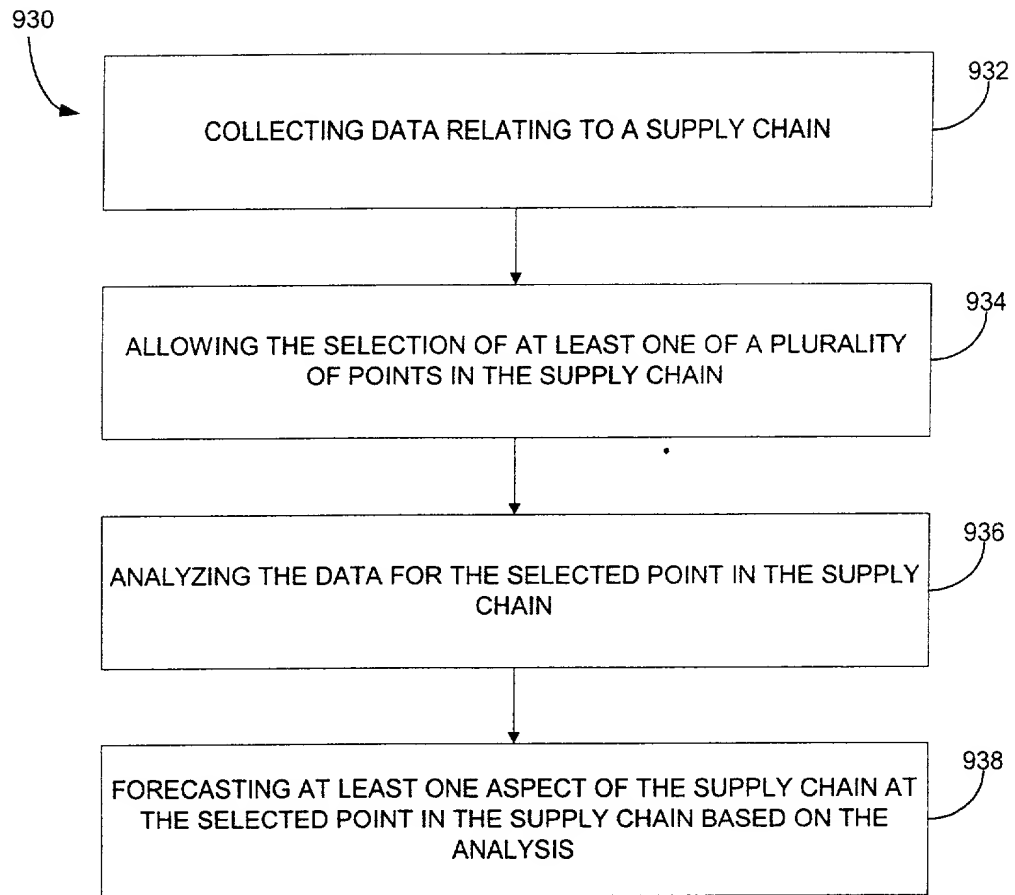 930
932
COLLECTING DATA RELATING TO A SUPPLY CHAIN
934
ALLOWING THE SELECTION OF AT LEAST ONE OF A PLURALITY
OF POINTS IN THE SUPPLY CHAIN
936
ANALYZING THE DATA FOR THE SELECTED POINT IN THE SUPPLY
CHAIN
938
FORECASTING AT LEAST ONE ASPECT OF THE SUPPLY CHAIN AT
THE SELECTED POINT IN THE SUPPLY CHAIN BASED ON THE
ANALYSIS